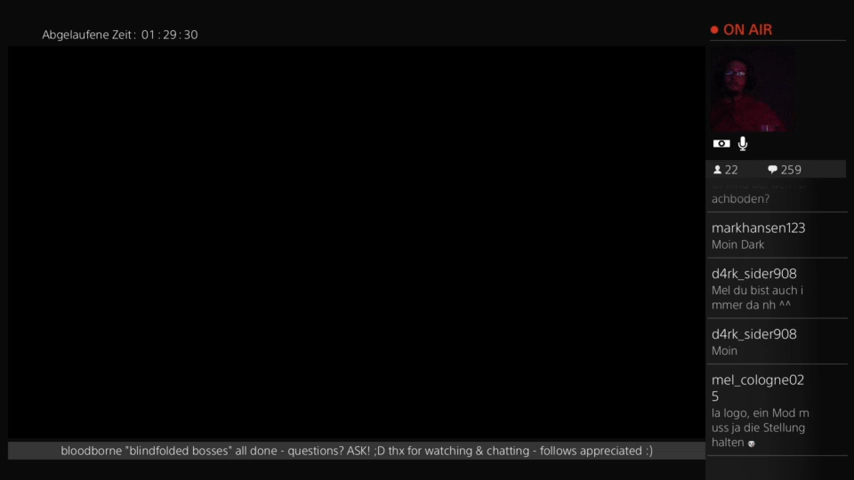 Abgelaufene Zeit: 01:29:30
ON AIR
22 259
achboden?
markhansen123
Moin Dark
d4rk_sider908
Mel du bist auch i
mmer da nh ^^
d4rk_sider908
Moin
mel_cologne02
5
la logo, ein Mod m
uss ja die Stellung
halten
bloodborne "blindfolded bosses" all done - questions? ASK! ;D thx for watching & chatting - follows appreciated :)